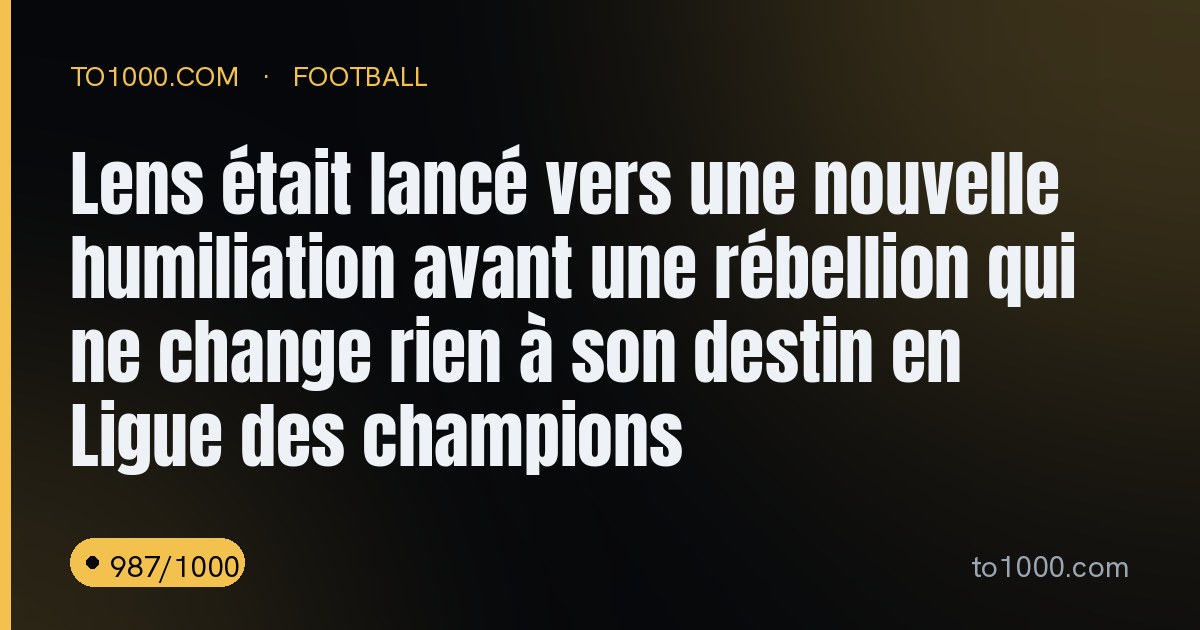 TO1000.COM · FOOTBALL
Lens était lancé vers une nouvelle
humiliation avant une rébellion qui
ne change rien à son destin en
Ligue des champions
987/1000
to1000.com